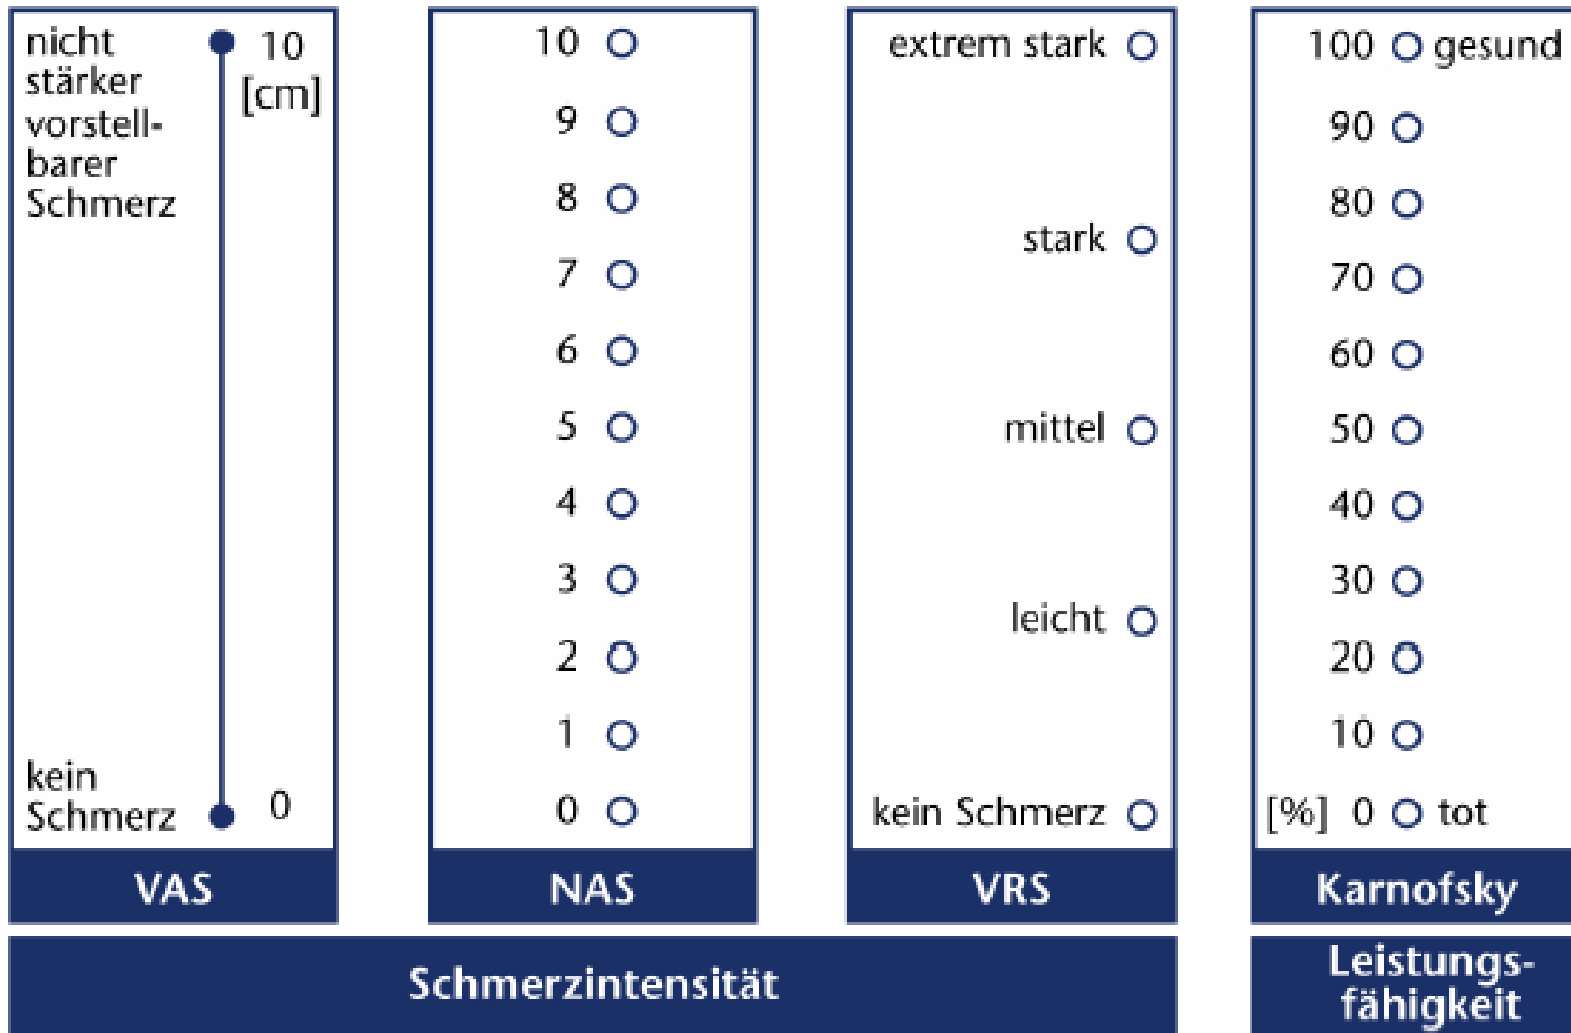 nicht
stärker
vorstell-
barer
Schmerz
10
[cm]
kein
Schmerz
0
VAS
10
9
8
7
6
5
4
3
2
1
0
NAS
extrem stark
stark
mittel
leicht
kein Schmerz
VRS
100 gesund
90
80
70
60
50
40
30
20
10
[%] 0 tot
Karnofsky
Schmerzintensität
Leistungs-
fähigkeit